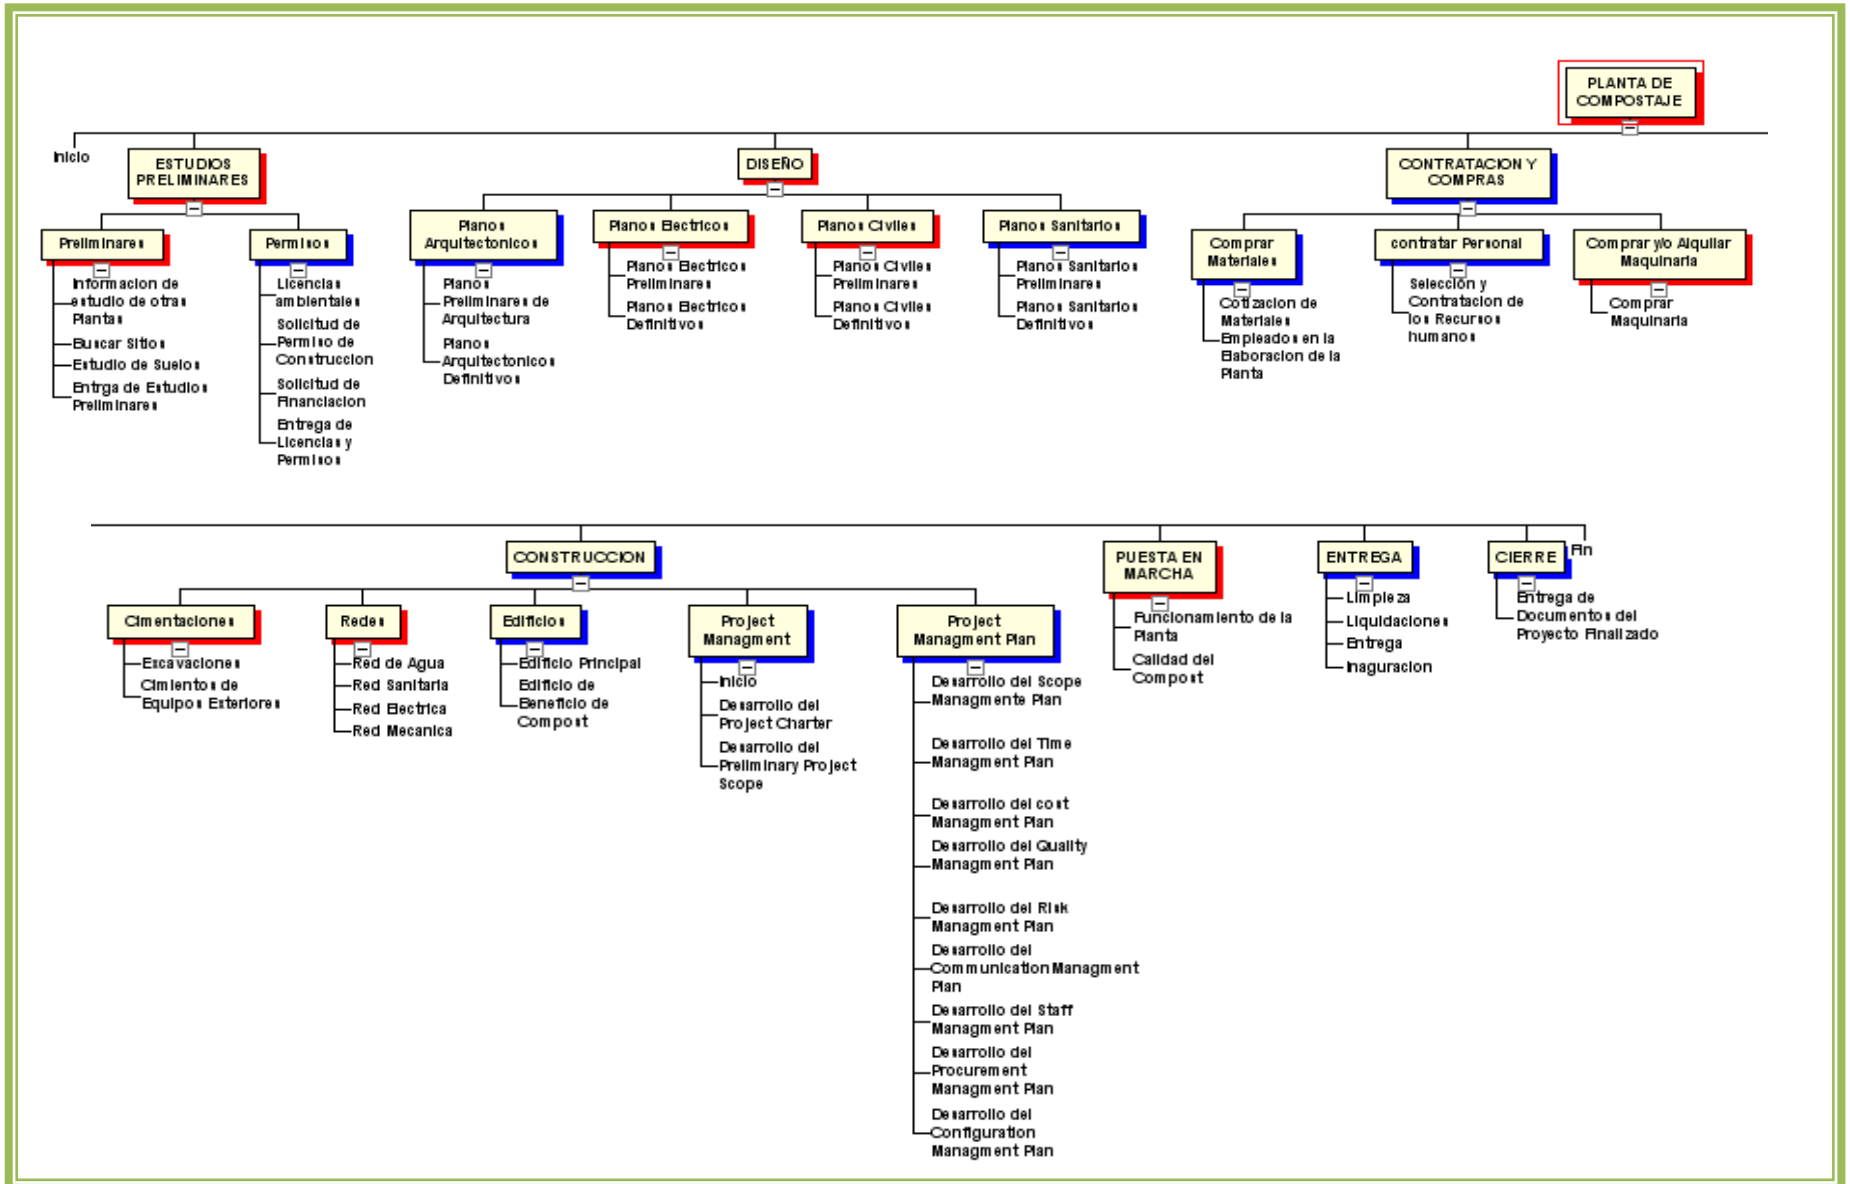 PLANTA DE
COMPOSTAJE
Inicio
ESTUDIOS
PRELIMINARES
Preliminares
Informacion de
estudio de otras
Plantas
Buscar Sitios
Estudio de Suelos
Entrga de Estudios
Preliminares
Permisos
Licencias
ambientales
Solicitud de
Permiso de
Construccion
Solicitud de
Financiacion
Entrega de
Licencias y
Permisos
DISEÑO
Planos
Arquitectonicos
Planos
Preliminares de
Arquitectura
Planos
Arquitectonicos
Definitivos
Planos Electricos
Planos Electricos
Preliminares
Planos Electricos
Definitivos
Planos Civiles
Planos Civiles
Preliminares
Planos Civiles
Definitivos
Planos Sanitarios
Planos Sanitarios
Preliminares
Planos Sanitarios
Definitivos
CONTRATACION Y
COMPRAS
Comprar
Materiales
Cotizacion de
Materiales
Empleados en la
Elaboracion de la
Planta
contratar Personal
Selección y
Contratacion de
los Recursos
humanos
Comprar y/o Alquilar
Maquinaria
Comprar
Maquinaria
CONSTRUCCION
Cimentaciones
Excavaciones
Cimientos de
Equipos Exteriores
Redes
Red de Agua
Red Sanitaria
Red Electrica
Red Mecanica
Edificios
Edificio Principal
Edificio de
Beneficio de
Compost
Project
Managment
Inicio
Desarrollo del
Project Charter
Desarrollo del
Preliminary Project
Scope
Project
Managment Plan
Desarrollo del Scope
Managmente Plan
Desarrollo del Time
Managment Plan
Desarrollo del cost
Managment Plan
Desarrollo del Quality
Managment Plan
Desarrollo del Risk
Managment Plan
Desarrollo del
Communication Managment
Plan
Desarrollo del Staff
Managment Plan
Desarrollo del
Procurement
Managment Plan
Desarrollo del
Configuration
Managment Plan
PUESTA EN
MARCHA
Funcionamiento de la
Planta
Calidad del
Compost
ENTREGA
Limpieza
Liquidaciones
Entrega
Inaguracion
CIERRE
Entrega de
Documentos del
Proyecto Finalizado
Fin